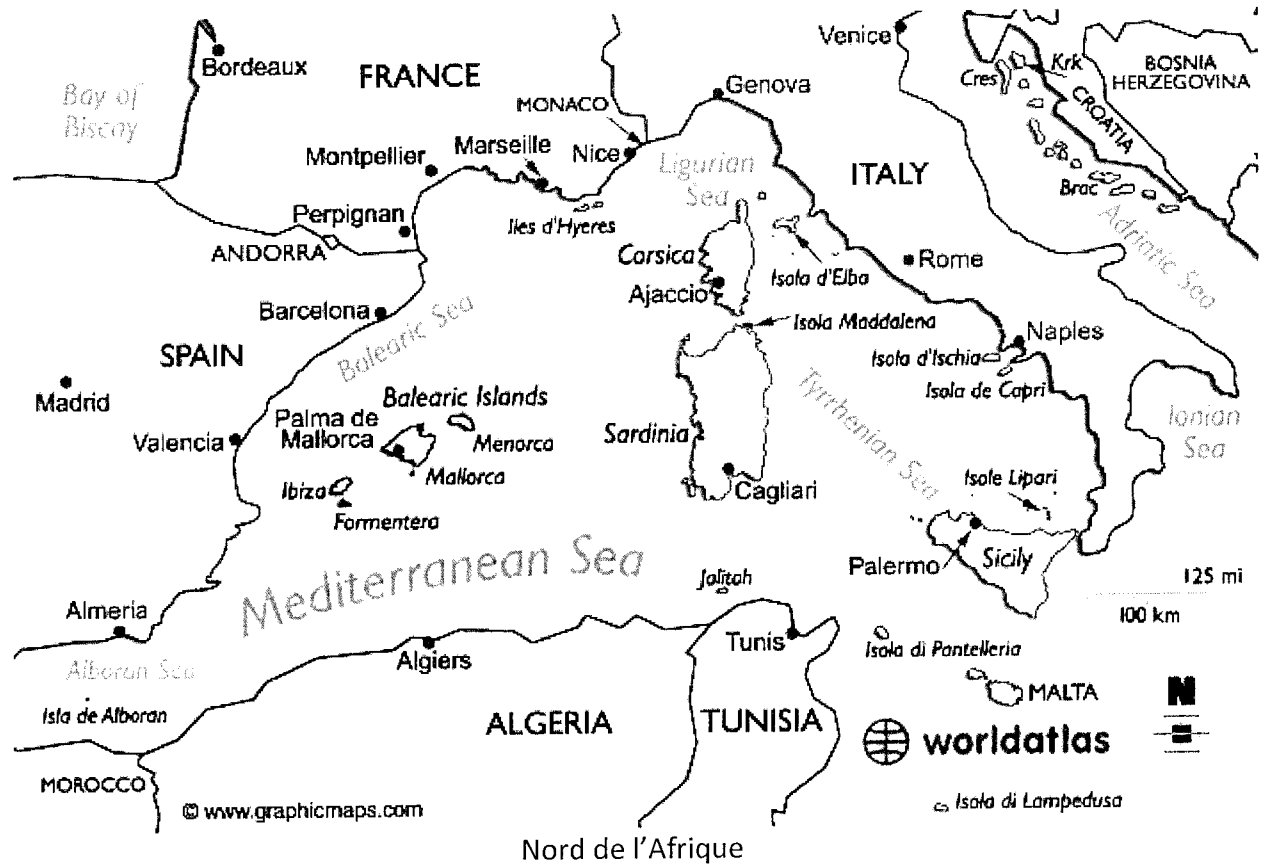 Venice
Bordeaux
FRANCE
Bay of
Biscay
Genova
Cres
Krk
CROATIA
BOSNIA
HERZEGOVINA
MONACO
Marseille
Nice
Montpellier
Ligurian
Sea
ITALY
Brac
Perpignan
Iles d'Hyeres
ANDORRA
Corsica
Ajaccio
Isola d'Elba
Rome
Adriatic Sea
Barcelona
Balearic Sea
Isola Maddalena
SPAIN
Naples
Isola d'Ischia
Isola de Capri
Madrid
Balearic Islands
Palma de
Mallorca
Menorca
Mallorca
Valencia
Sardinia
Tyrrhenian Sea
Ionian
Sea
Ibiza
Formentera
Cagliari
Isole Lipari
Mediterranean Sea
Palermo
Sicily
Jalitah
125 mi
100 km
Almeria
Algiers
Tunis
Isola di Pantelleria
Alboran Sea
Isla de Alboran
ALGERIA
TUNISIA
MALTA
N
worldatlas
MOROCCO
© www.graphicmaps.com
Isola di Lampedusa
Nord de l'Afrique